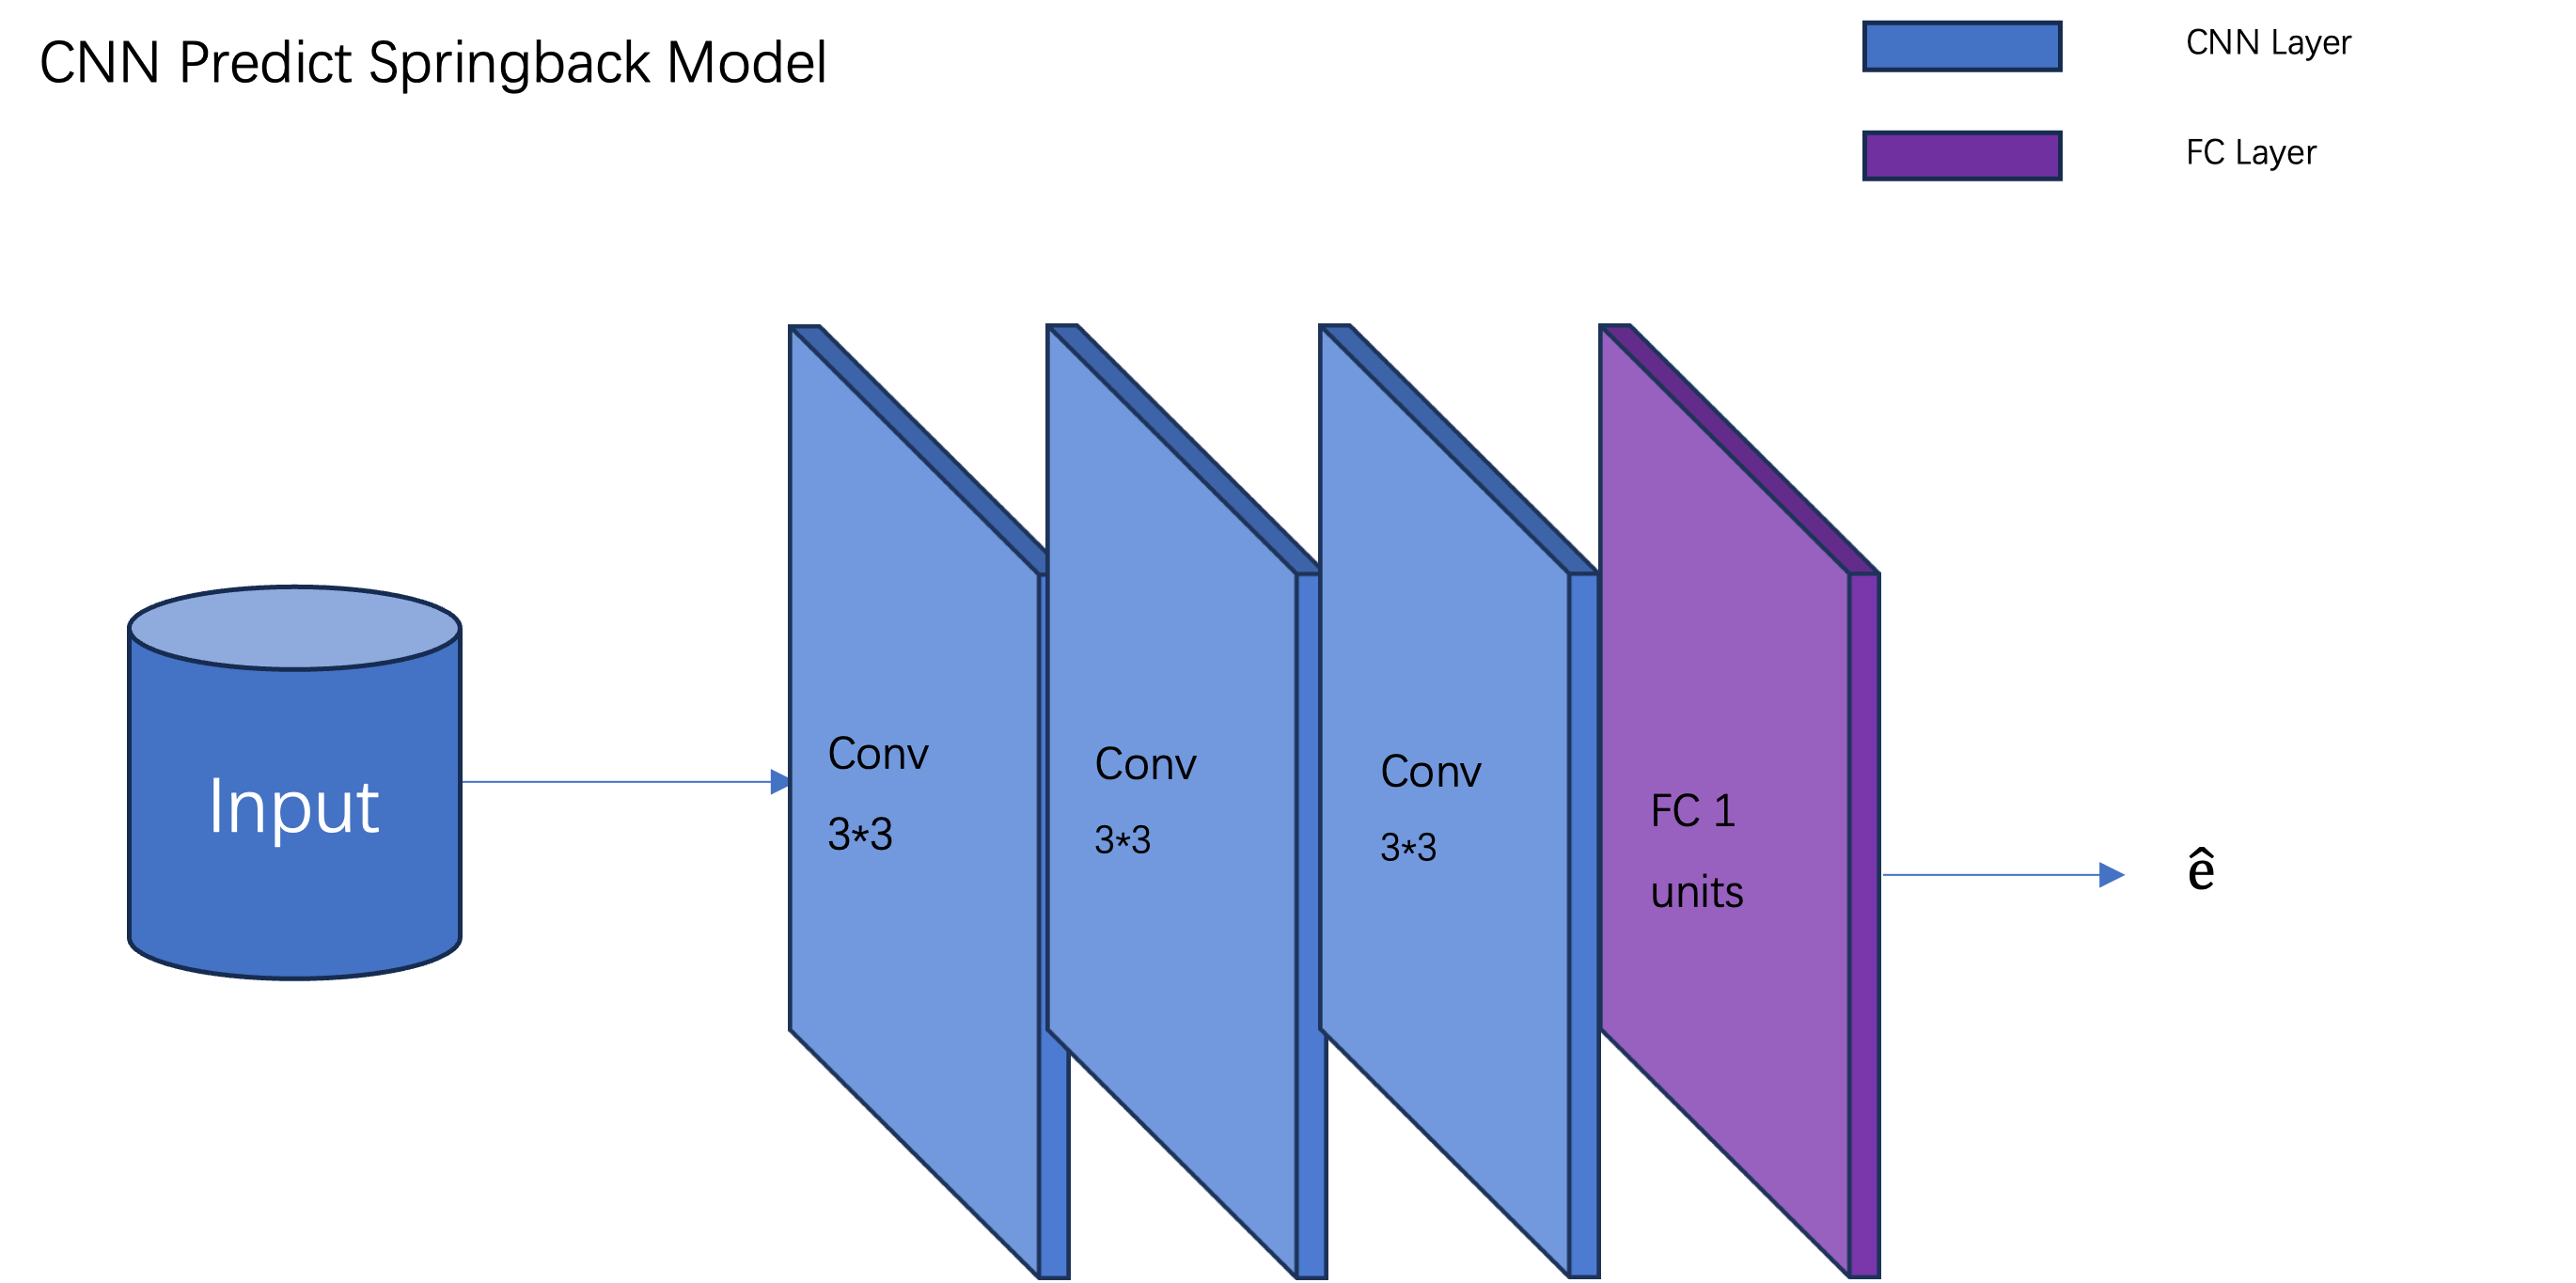 CNN Predict Springback Model
CNN Layer
FC Layer
Input
Conv
3*3
Conv
3*3
Conv
3*3
FC 1
units
ê